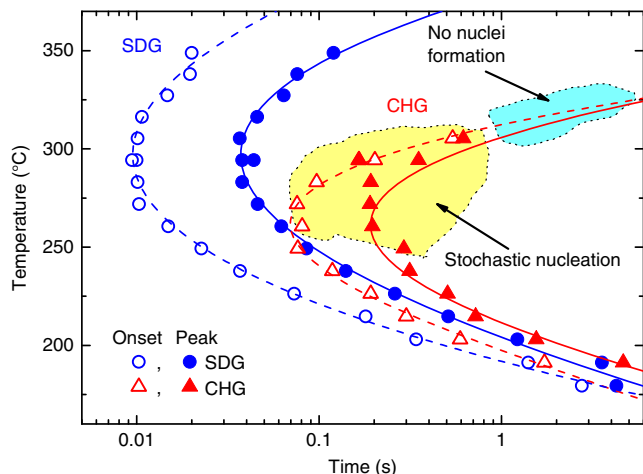 SDG
No nuclei
formation
CHG
350
300
250
200
Temperature (°C)
Stochastic nucleation
Onset Peak
, SDG
, CHG
0.01 0.1 1
Time (s)